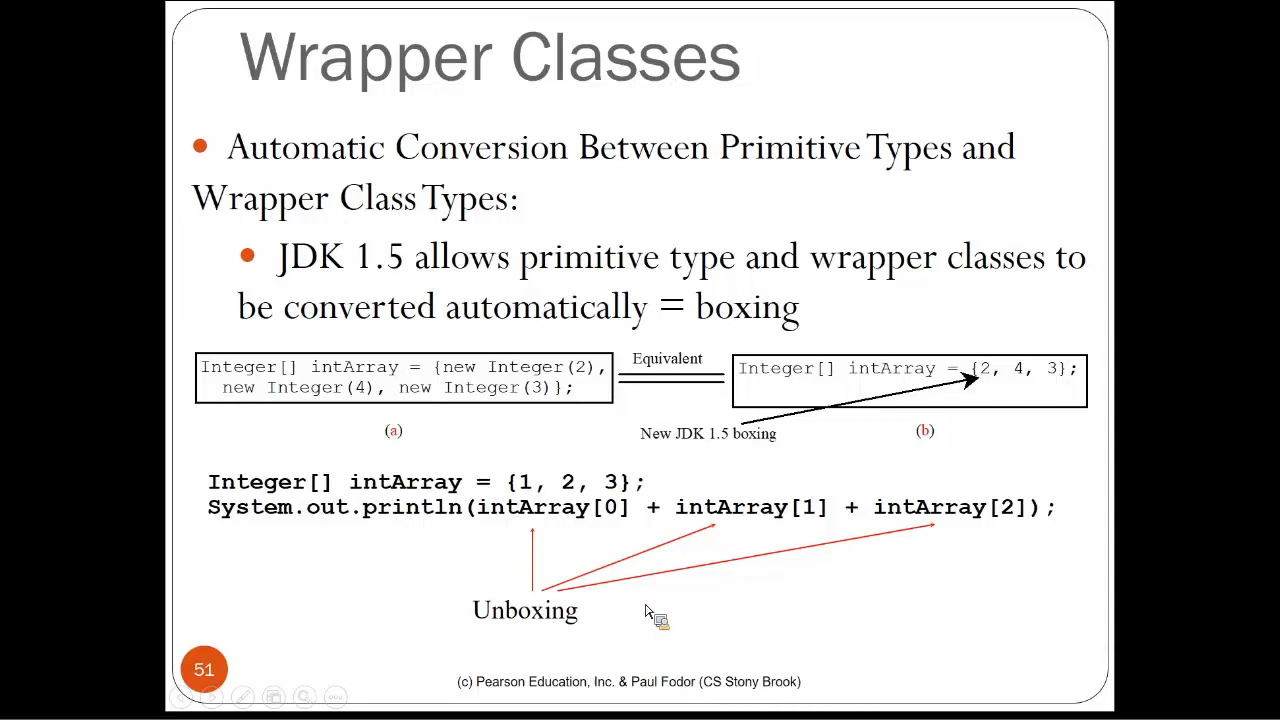 Wrapper Classes
• Automatic Conversion Between Primitive Types and
Wrapper Class Types:
• JDK 1.5 allows primitive type and wrapper classes to
be converted automatically = boxing
Integer[] intArray = {new Integer(2),
new Integer(4), new Integer(3)};
Equivalent
Integer[] intArray = {2, 4, 3};
(a)
New JDK 1.5 boxing
(b)
Integer[] intArray = {1, 2, 3};
System.out.println(intArray[0] + intArray[1] + intArray[2]);
Unboxing
51
(c) Pearson Education, Inc. & Paul Fodor (CS Stony Brook)